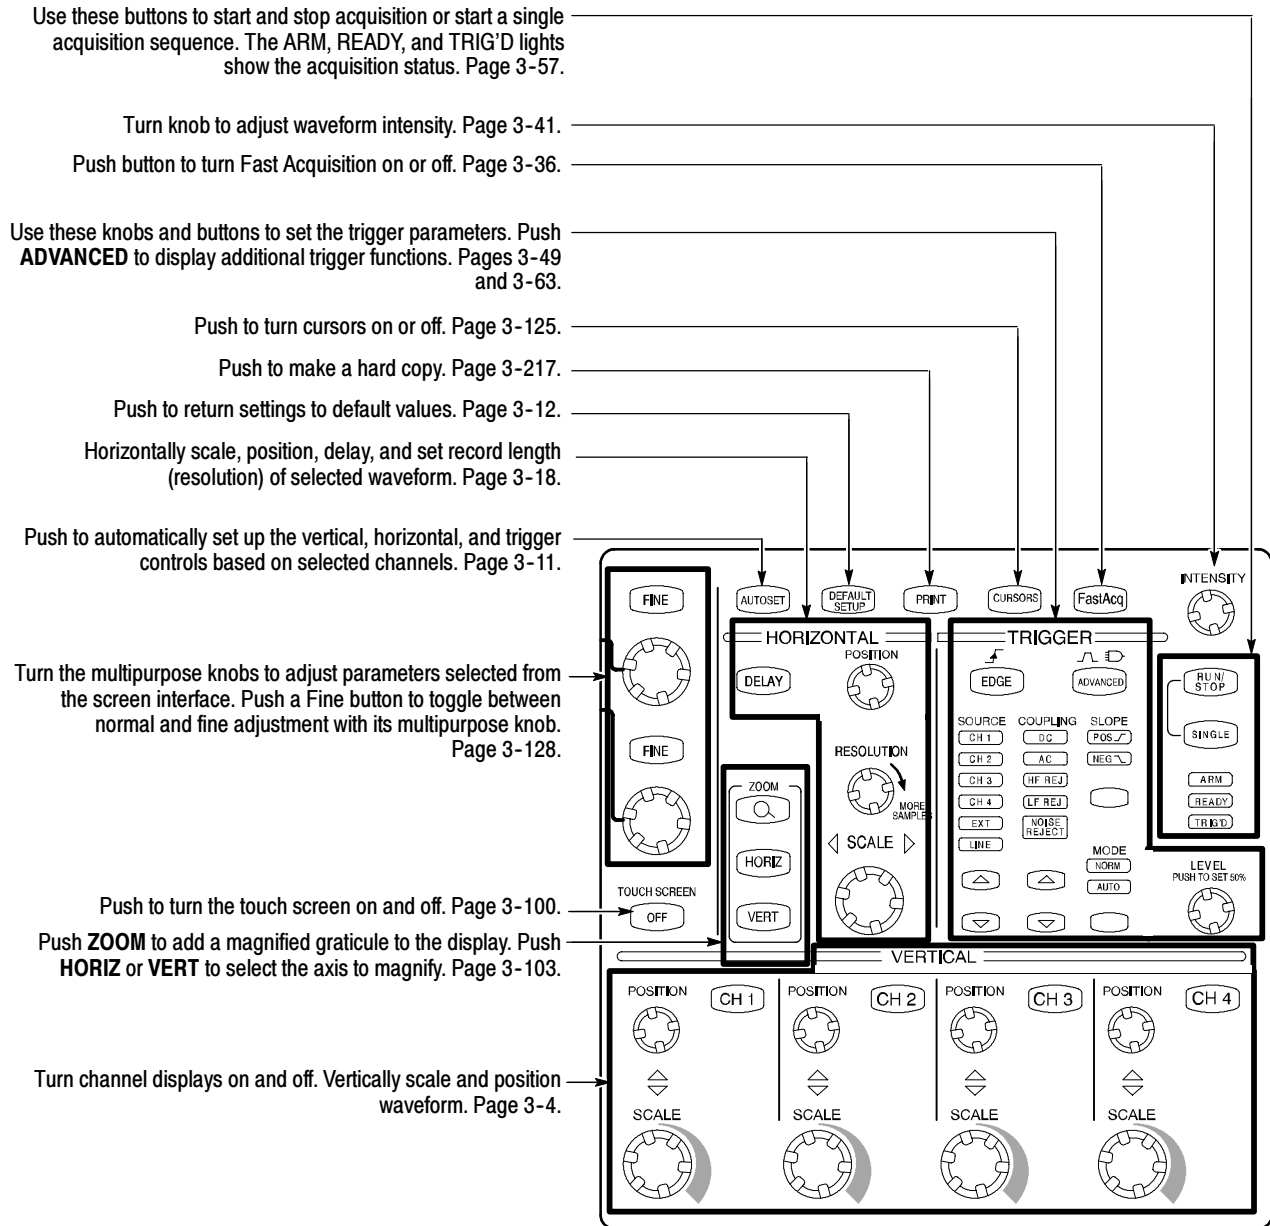 Use these buttons to start and stop acquisition or start a single
acquisition sequence. The ARM, READY, and TRIG’D lights
show the acquisition status. Page 3-57.
Turn knob to adjust waveform intensity. Page 3-41.
Push button to turn Fast Acquisition on or off. Page 3-36.
Use these knobs and buttons to set the trigger parameters. Push
ADVANCED to display additional trigger functions. Pages 3-49
and 3-63.
Push to turn cursors on or off. Page 3-125.
Push to make a hard copy. Page 3-217.
Push to return settings to default values. Page 3-12.
Horizontally scale, position, delay, and set record length
(resolution) of selected waveform. Page 3-18.
Push to automatically set up the vertical, horizontal, and trigger
controls based on selected channels. Page 3-11.
Turn the multipurpose knobs to adjust parameters selected from
the screen interface. Push a Fine button to toggle between
normal and fine adjustment with its multipurpose knob.
Page 3-128.
Push to turn the touch screen on and off. Page 3-100.
Push ZOOM to add a magnified graticule to the display. Push
HORIZ or VERT to select the axis to magnify. Page 3-103.
Turn channel displays on and off. Vertically scale and position
waveform. Page 3-4.
FINE
FINE
TOUCH SCREEN
OFF
AUTOSET
DEFAULT
SETUP
PRINT
CURSORS
FastAcq
INTENSITY
HORIZONTAL
POSITION
DELAY
RESOLUTION
MORE
SAMPLES
SCALE
ZOOM
HORIZ
VERT
TRIGGER
EDGE
ADVANCED
SOURCE
CH 1
CH 2
CH 3
CH 4
EXT
LINE
COUPLING
DC
AC
HF REJ
LF REJ
NOISE
REJECT
SLOPE
POS
NEG
MODE
NORM
AUTO
RUN/
STOP
SINGLE
ARM
READY
TRIG'D
LEVEL
PUSH TO SET 50%
VERTICAL
POSITION
CH 1
POSITION
CH 2
POSITION
CH 3
POSITION
CH 4
SCALE
SCALE
SCALE
SCALE